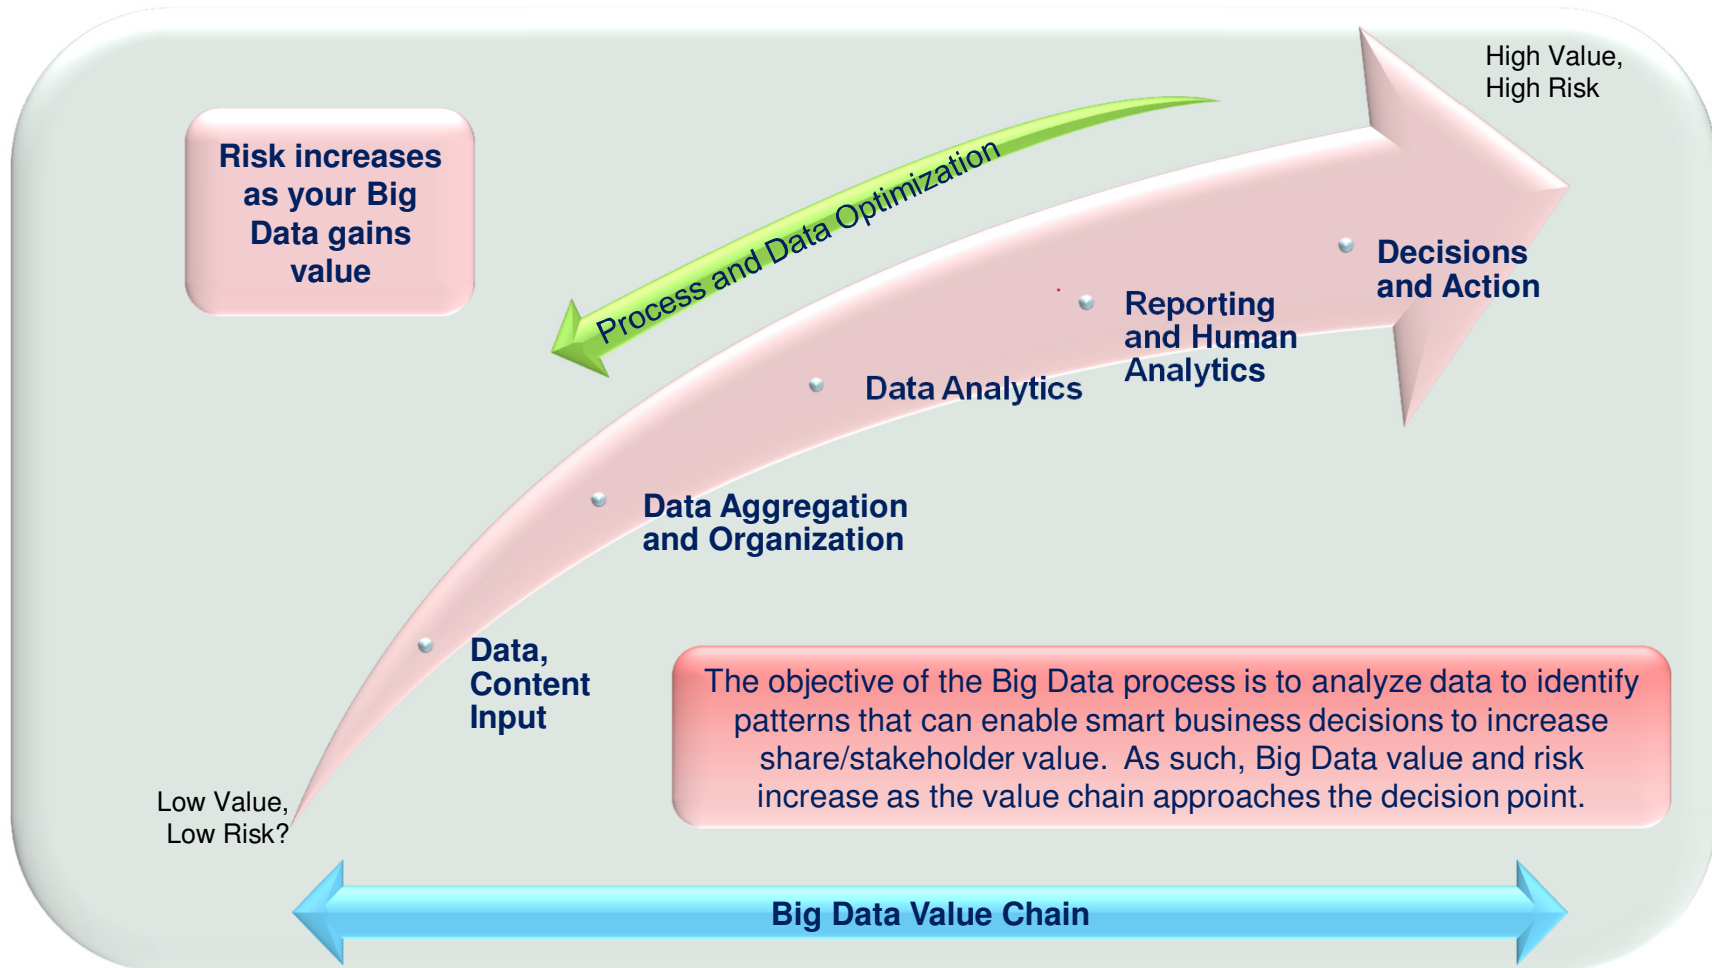 High Value,
High Risk
Risk increases
as your Big
Data gains
value
Process and Data Optimization
Decisions
and Action
Reporting
and Human
Analytics
Data Analytics
Data Aggregation
and Organization
Data,
Content
Input
The objective of the Big Data process is to analyze data to identify
patterns that can enable smart business decisions to increase
share/stakeholder value.  As such, Big Data value and risk
increase as the value chain approaches the decision point.
Low Value,
Low Risk?
Big Data Value Chain